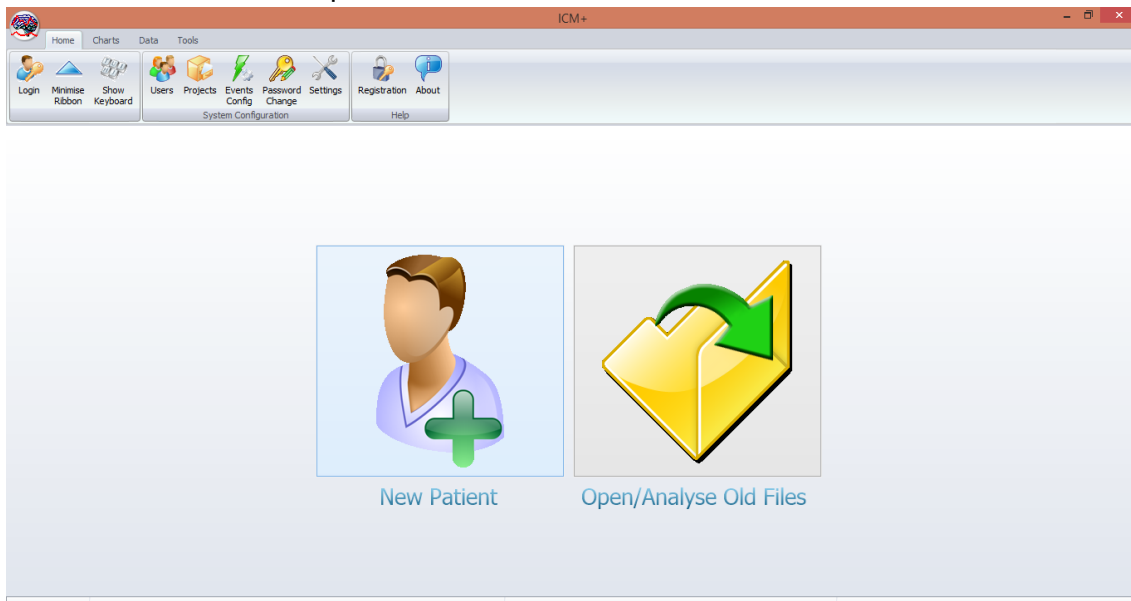 ICM+
Home Charts Data Tools
Login Minimise Ribbon Show Keyboard Users Projects Events Config Password Change Settings Registration About
System Configuration Help
New Patient Open/Analyse Old Files